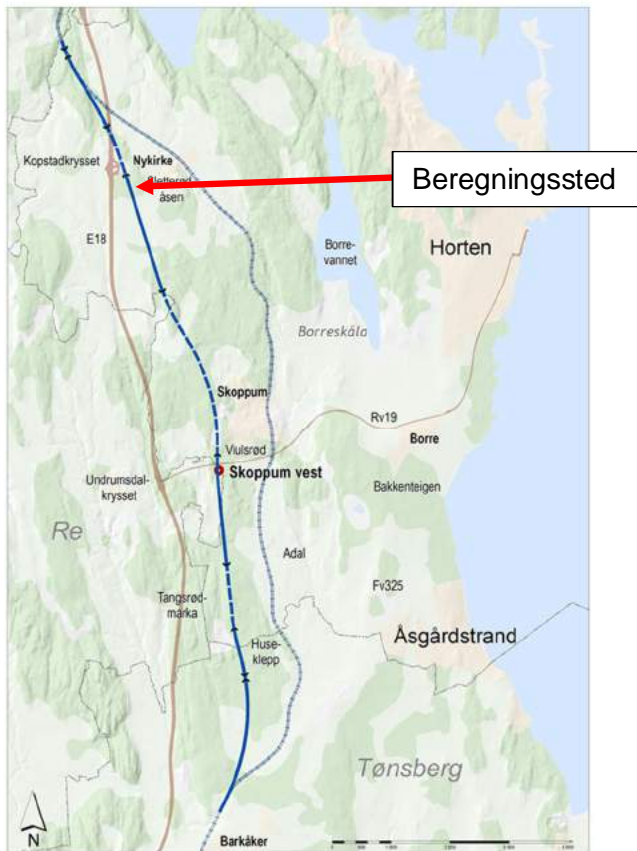 Kopstadkrysset
Nykirke
åsen
Beregningssted
E18
Borre-
vannet
Horten
Borreskåla
Skoppum
Rv19
Viulsrød
Borre
Undrumsdal-
krysset
Skoppum vest
Bakkenteigen
Re
Adal
Fv325
Tangsrød-
marka
Åsgårdstrand
Huse-
klepp
Tønsberg
N
Barkåker